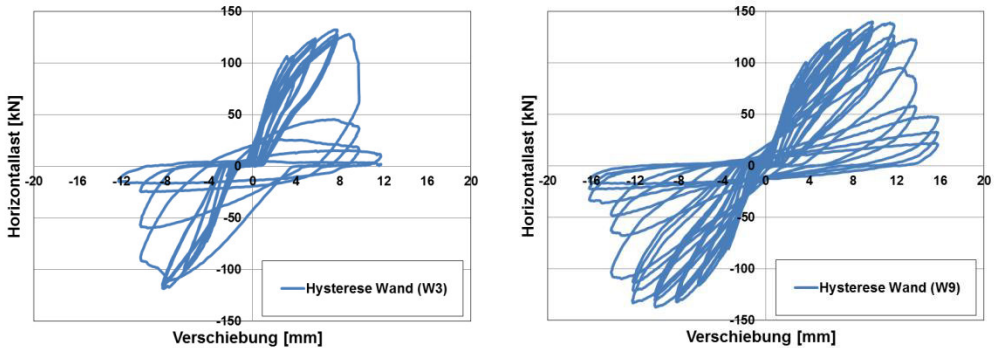 150
100
50
0
-50
-100
-150
-20 -16 -12 -8 -4 0 4 8 12 16 20
Horizontallast [kN]
Verschiebung [mm]
Hysterese Wand (W3)
150
100
50
0
-50
-100
-150
-20 -16 -12 -8 -4 0 4 8 12 16 20
Horizontallast [kN]
Verschiebung [mm]
Hysterese Wand (W9)